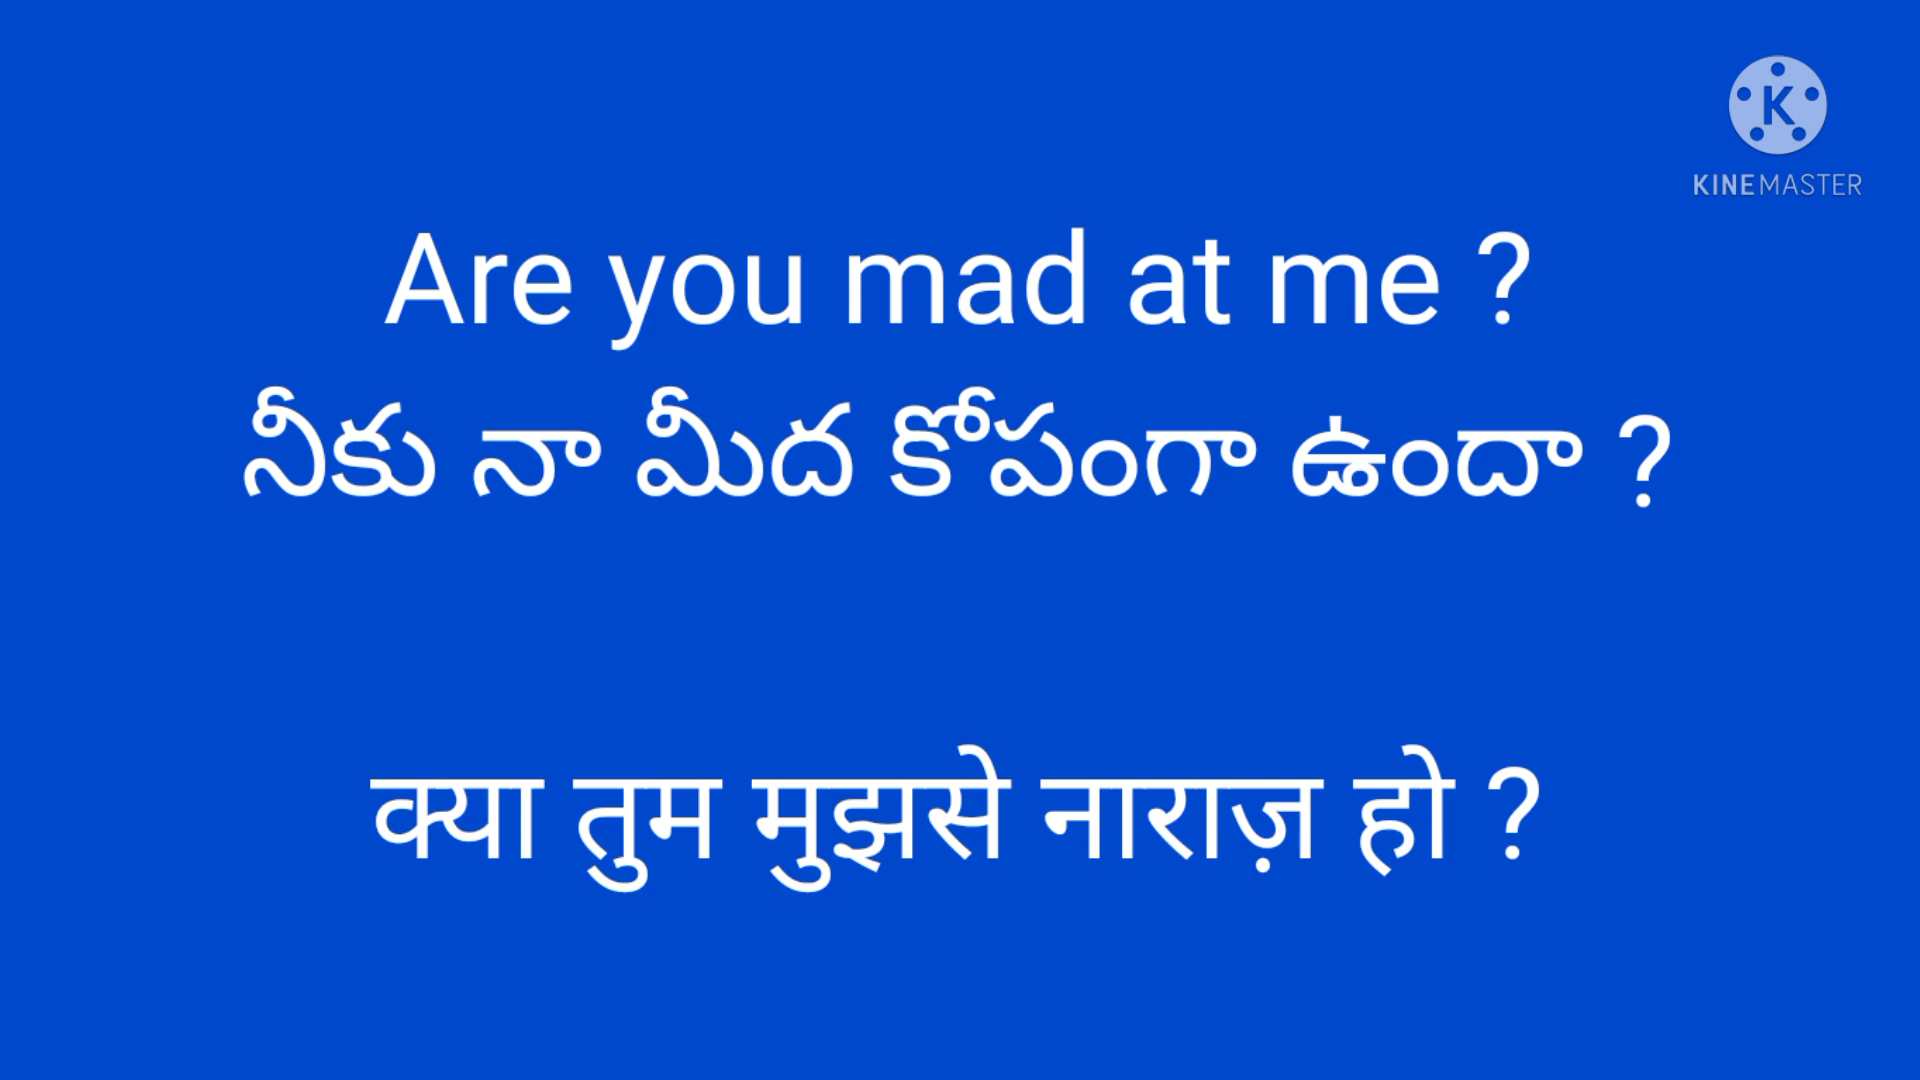 K
KINEMASTER
Are you mad at me ?
నీకు నా మీద కోపంగా ఉందా ?
क्या तुम मुझसे नाराज़ हो ?